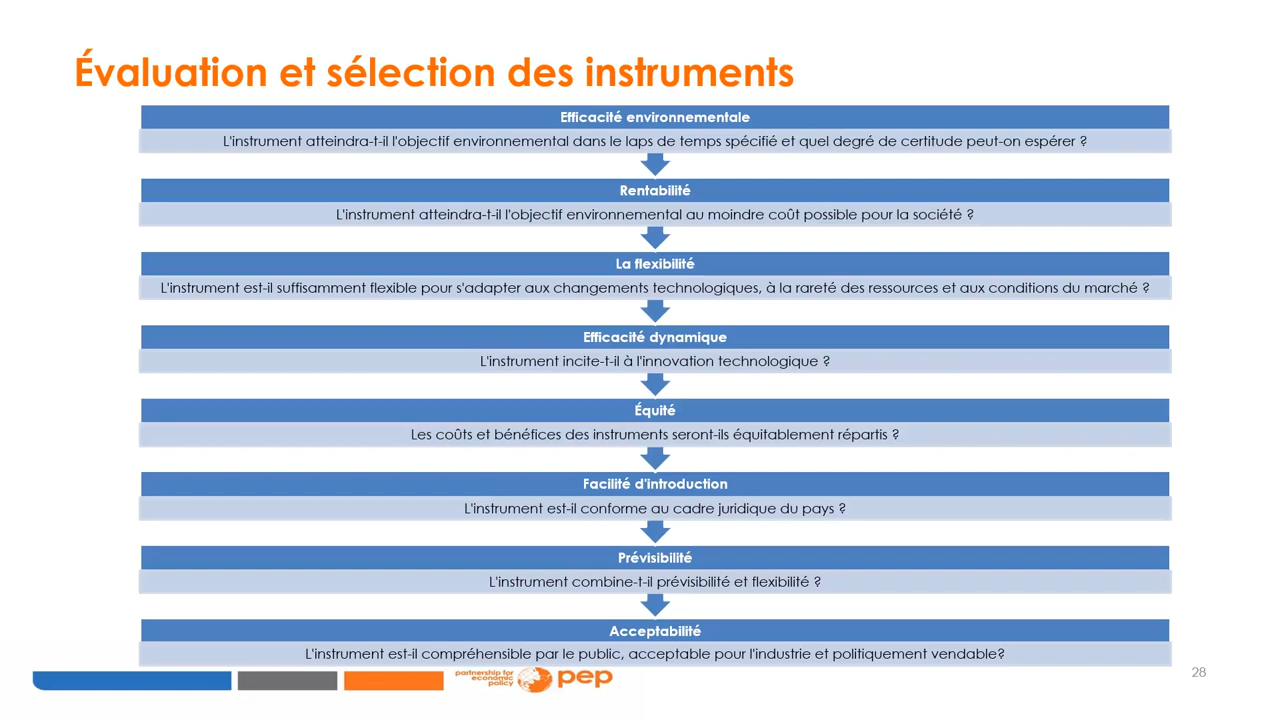 Évaluation et sélection des instruments
Efficacité environnementale
L'instrument atteindra-t-il l'objectif environnemental dans le laps de temps spécifié et quel degré de certitude peut-on espérer ?
Rentabilité
L'instrument atteindra-t-il l'objectif environnemental au moindre coût possible pour la société ?
La flexibilité
L'instrument est-il suffisamment flexible pour s'adapter aux changements technologiques, à la rareté des ressources et aux conditions du marché ?
Efficacité dynamique
L'instrument incite-t-il à l'innovation technologique ?
Équité
Les coûts et bénéfices des instruments seront-ils équitablement répartis ?
Facilité d'introduction
L'instrument est-il conforme au cadre juridique du pays ?
Prévisibilité
L'instrument combine-t-il prévisibilité et flexibilité ?
Acceptabilité
L'instrument est-il compréhensible par le public, acceptable pour l'industrie et politiquement vendable?
partnership for
economic
policy
pep
28